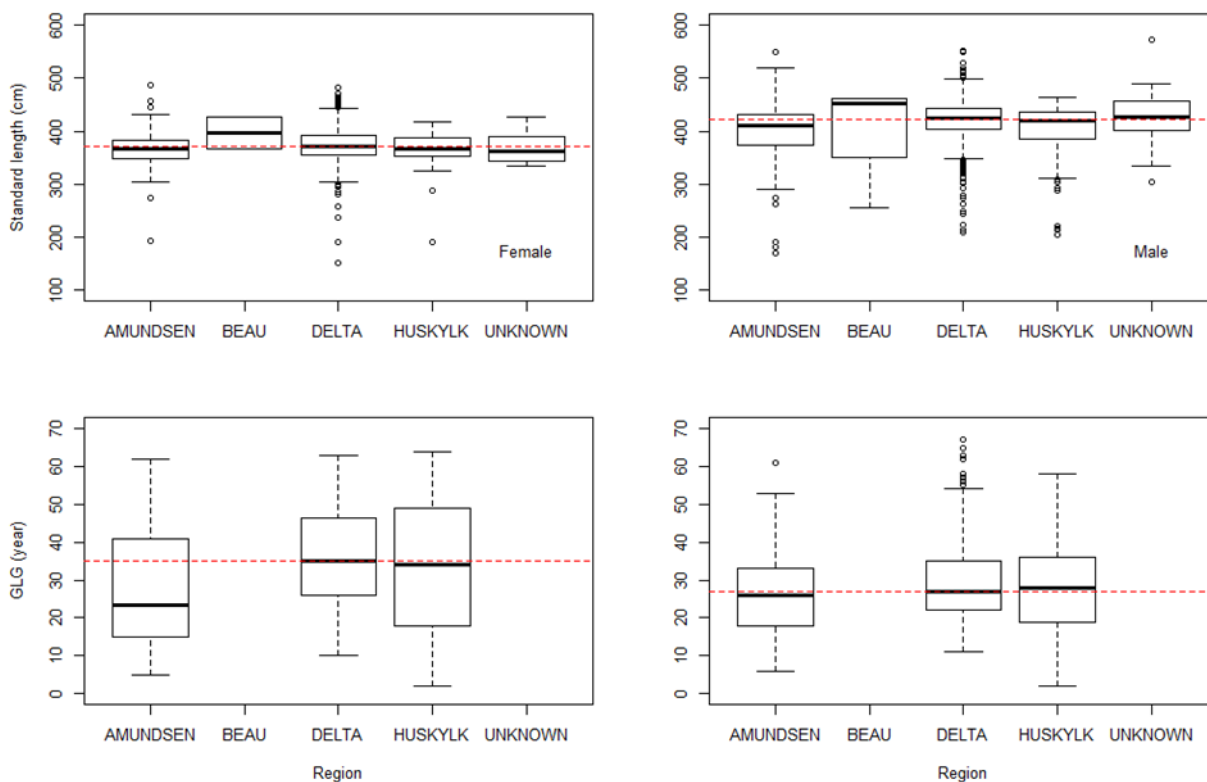 Standard length (cm)
600
500
400
300
200
100
Female
AMUNDSEN BEAU DELTA HUSKYLK UNKNOWN
600
500
400
300
200
100
Male
AMUNDSEN BEAU DELTA HUSKYLK UNKNOWN
GLG (year)
70
60
50
40
30
20
10
0
AMUNDSEN BEAU DELTA HUSKYLK UNKNOWN
Region
70
60
50
40
30
20
10
0
AMUNDSEN BEAU DELTA HUSKYLK UNKNOWN
Region